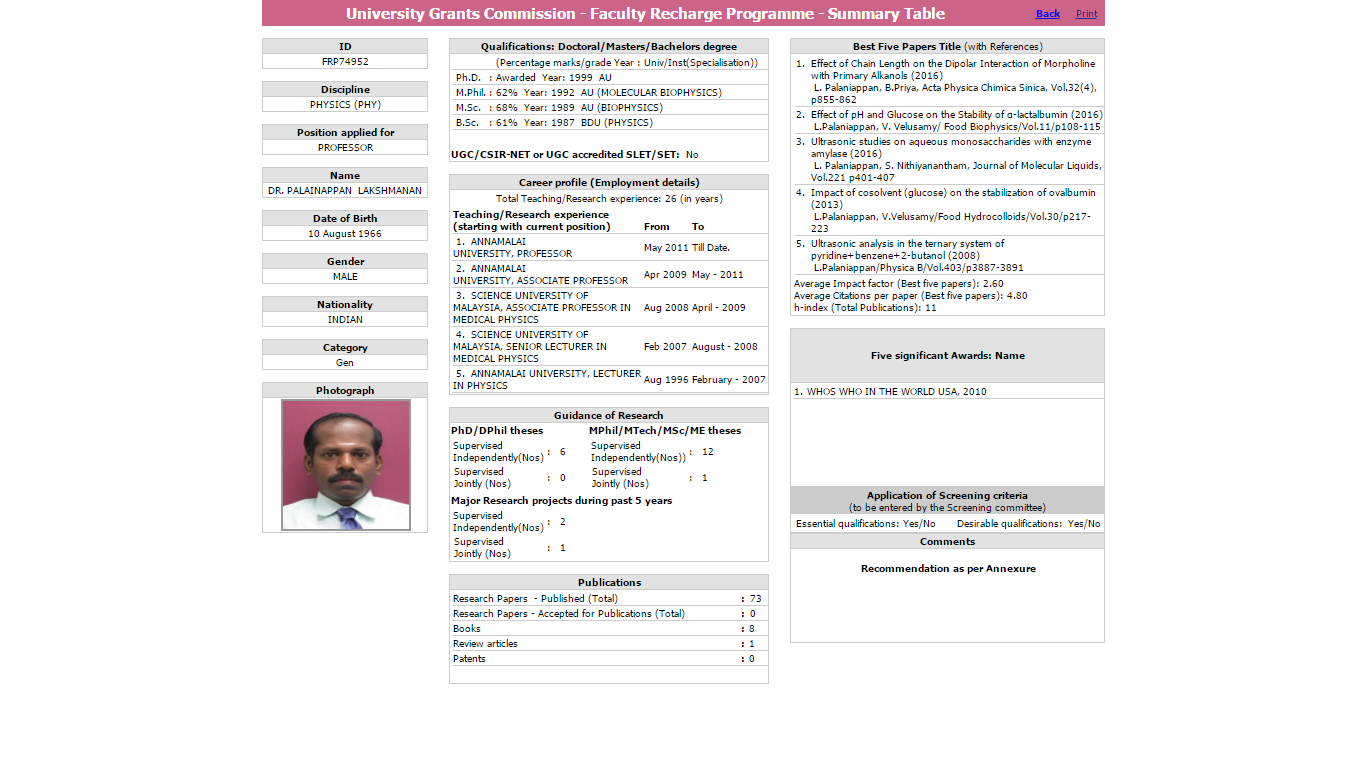 University Grants Commission - Faculty Recharge Programme - Summary Table
Back Print
ID
FRP74952
Discipline
PHYSICS (PHY)
Position applied for
PROFESSOR
Name
DR. PALAINAPPAN LAKSHMANAN
Date of Birth
10 August 1966
Gender
MALE
Nationality
INDIAN
Category
Gen
Photograph
Qualifications: Doctoral/Masters/Bachelors degree
(Percentage marks/grade Year : Univ/Inst(Specialisation))
Ph.D. : Awarded Year: 1999 AU
M.Phil. : 62% Year: 1992 AU (MOLECULAR BIOPHYSICS)
M.Sc. : 68% Year: 1989 AU (BIOPHYSICS)
B.Sc. : 61% Year: 1987 BDU (PHYSICS)
UGC/CSIR-NET or UGC accredited SLET/SET: No
Career profile (Employment details)
Total Teaching/Research experience: 26 (in years)
Teaching/Research experience
(starting with current position) From To
1. ANNAMALAI
UNIVERSITY, PROFESSOR May 2011 Till Date.
2. ANNAMALAI
UNIVERSITY, ASSOCIATE PROFESSOR Apr 2009 May - 2011
3. SCIENCE UNIVERSITY OF
MALAYSIA, ASSOCIATE PROFESSOR IN Aug 2008 April - 2009
MEDICAL PHYSICS
4. SCIENCE UNIVERSITY OF
MALAYSIA, SENIOR LECTURER IN Feb 2007 August - 2008
MEDICAL PHYSICS
5. ANNAMALAI UNIVERSITY, LECTURER
IN PHYSICS Aug 1996 February - 2007
Guidance of Research
PhD/DPhil theses MPhil/MTech/MSc/ME theses
Supervised Supervised
Independently(Nos) : 6 Independently(Nos)) : 12
Supervised Supervised
Jointly (Nos) : 0 Jointly (Nos) : 1
Major Research projects during past 5 years
Supervised
Independently(Nos) : 2
Supervised
Jointly (Nos) : 1
Publications
Research Papers - Published (Total) : 73
Research Papers - Accepted for Publications (Total) : 0
Books : 8
Review articles : 1
Patents : 0
Best Five Papers Title (with References)
1. Effect of Chain Length on the Dipolar Interaction of Morpholine
with Primary Alkanols (2016)
L. Palaniappan, B.Priya, Acta Physica Chimica Sinica, Vol.32(4),
p855-862
2. Effect of pH and Glucose on the Stability of α-lactalbumin (2016)
L.Palaniappan, V. Velusamy/ Food Biophysics/Vol.11/p108-115
3. Ultrasonic studies on aqueous monosaccharides with enzyme
amylase (2016)
L. Palaniappan, S. Nithiyanantham, Journal of Molecular Liquids,
Vol.221 p401-407
4. Impact of cosolvent (glucose) on the stabilization of ovalbumin
(2013)
L.Palaniappan, V.Velusamy/Food Hydrocolloids/Vol.30/p217-
223
5. Ultrasonic analysis in the ternary system of
pyridine+benzene+2-butanol (2008)
L.Palaniappan/Physica B/Vol.403/p3887-3891
Average Impact factor (Best five papers): 2.60
Average Citations per paper (Best five papers): 4.80
h-index (Total Publications): 11
Five significant Awards: Name
1. WHOS WHO IN THE WORLD USA, 2010
Application of Screening criteria
(to be entered by the Screening committee)
Essential qualifications: Yes/No Desirable qualifications: Yes/No
Comments
Recommendation as per Annexure